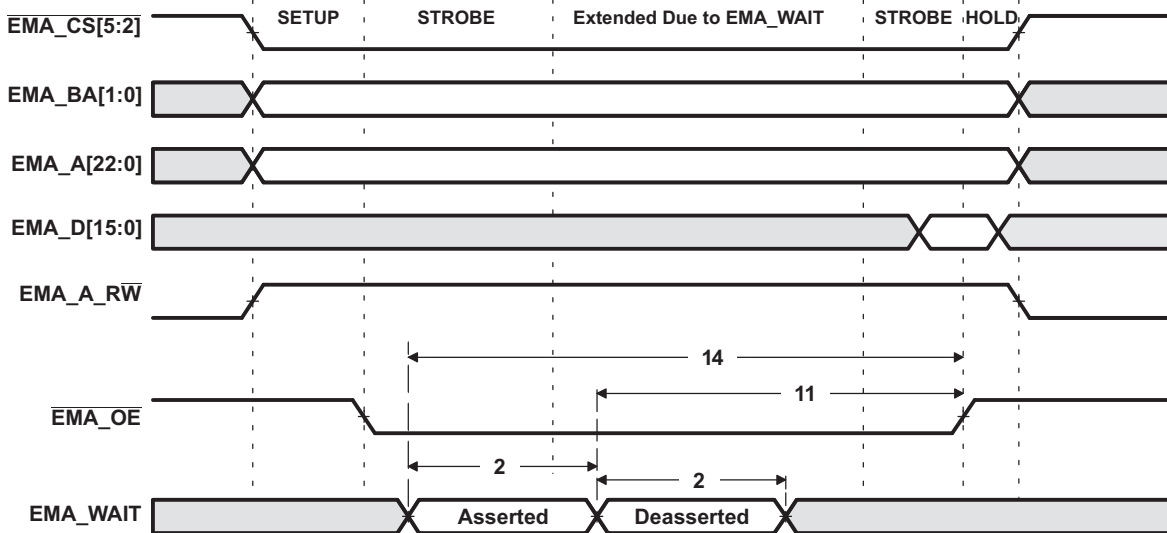 SETUP STROBE Extended Due to EMA_WAIT STROBE HOLD
EMA_CS[5:2]
EMA_BA[1:0]
EMA_A[22:0]
EMA_D[15:0]
EMA_A_RW
14
11
EMA_OE
2
2
EMA_WAIT Asserted Deasserted